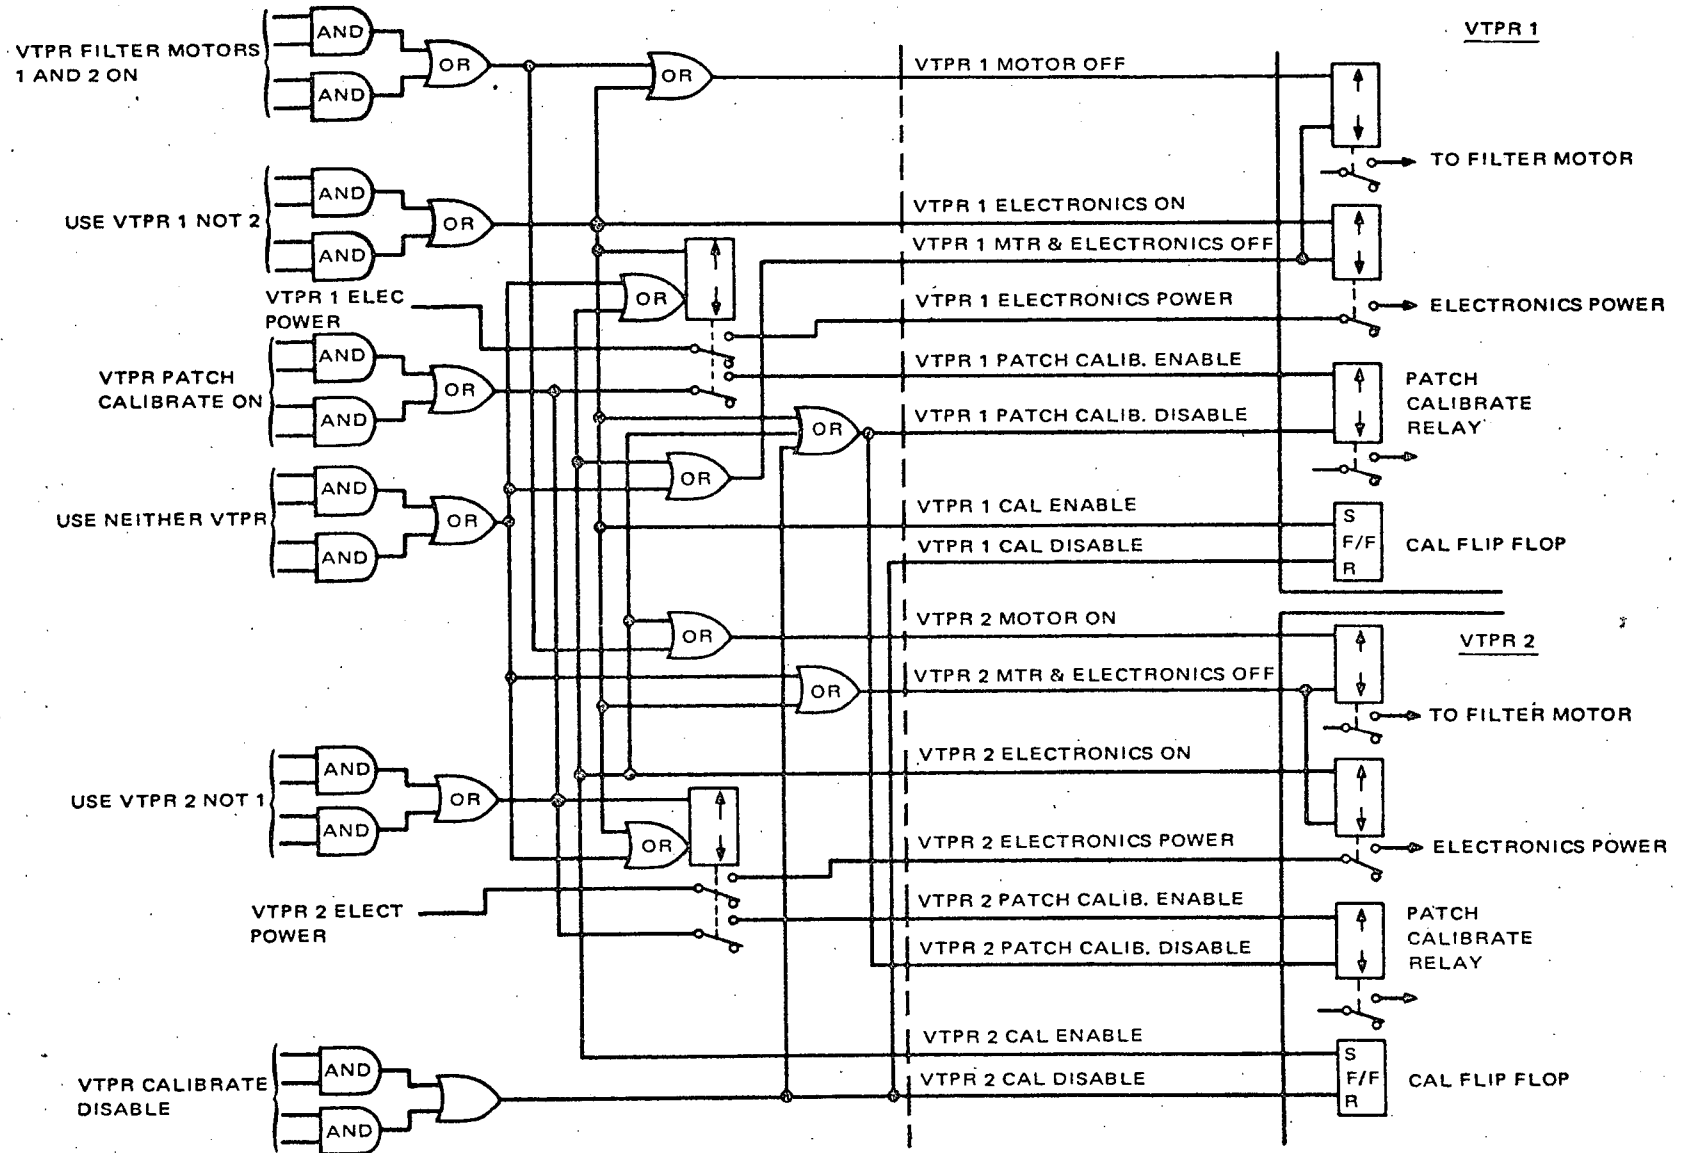 VTPR 1
AND
VTPR FILTER MOTORS
1 AND 2 ON
OR
OR
VTPR 1 MOTOR OFF
AND
TO FILTER MOTOR
AND
USE VTPR 1 NOT 2
OR
VTPR 1 ELECTRONICS ON
AND
VTPR 1 MTR & ELECTRONICS OFF
VTPR 1 ELEC
POWER
OR
VTPR 1 ELECTRONICS POWER
ELECTRONICS POWER
AND
VTPR PATCH
CALIBRATE ON
OR
VTPR 1 PATCH CALIB. ENABLE
PATCH
CALIBRATE
RELAY
AND
OR
VTPR 1 PATCH CALIB. DISABLE
AND
OR
USE NEITHER VTPR
OR
VTPR 1 CAL ENABLE
S
F/F
R
CAL FLIP FLOP
AND
VTPR 1 CAL DISABLE
OR
VTPR 2 MOTOR ON
VTPR 2
OR
VTPR 2 MTR & ELECTRONICS OFF
TO FILTER MOTOR
AND
VTPR 2 ELECTRONICS ON
USE VTPR 2 NOT 1
OR
AND
OR
VTPR 2 ELECTRONICS POWER
ELECTRONICS POWER
VTPR 2 ELECT
POWER
VTPR 2 PATCH CALIB. ENABLE
PATCH
CALIBRATE
RELAY
VTPR 2 PATCH CALIB. DISABLE
VTPR 2 CAL ENABLE
S
F/F
R
CAL FLIP FLOP
AND
VTPR CALIBRATE
DISABLE
VTPR 2 CAL DISABLE
AND